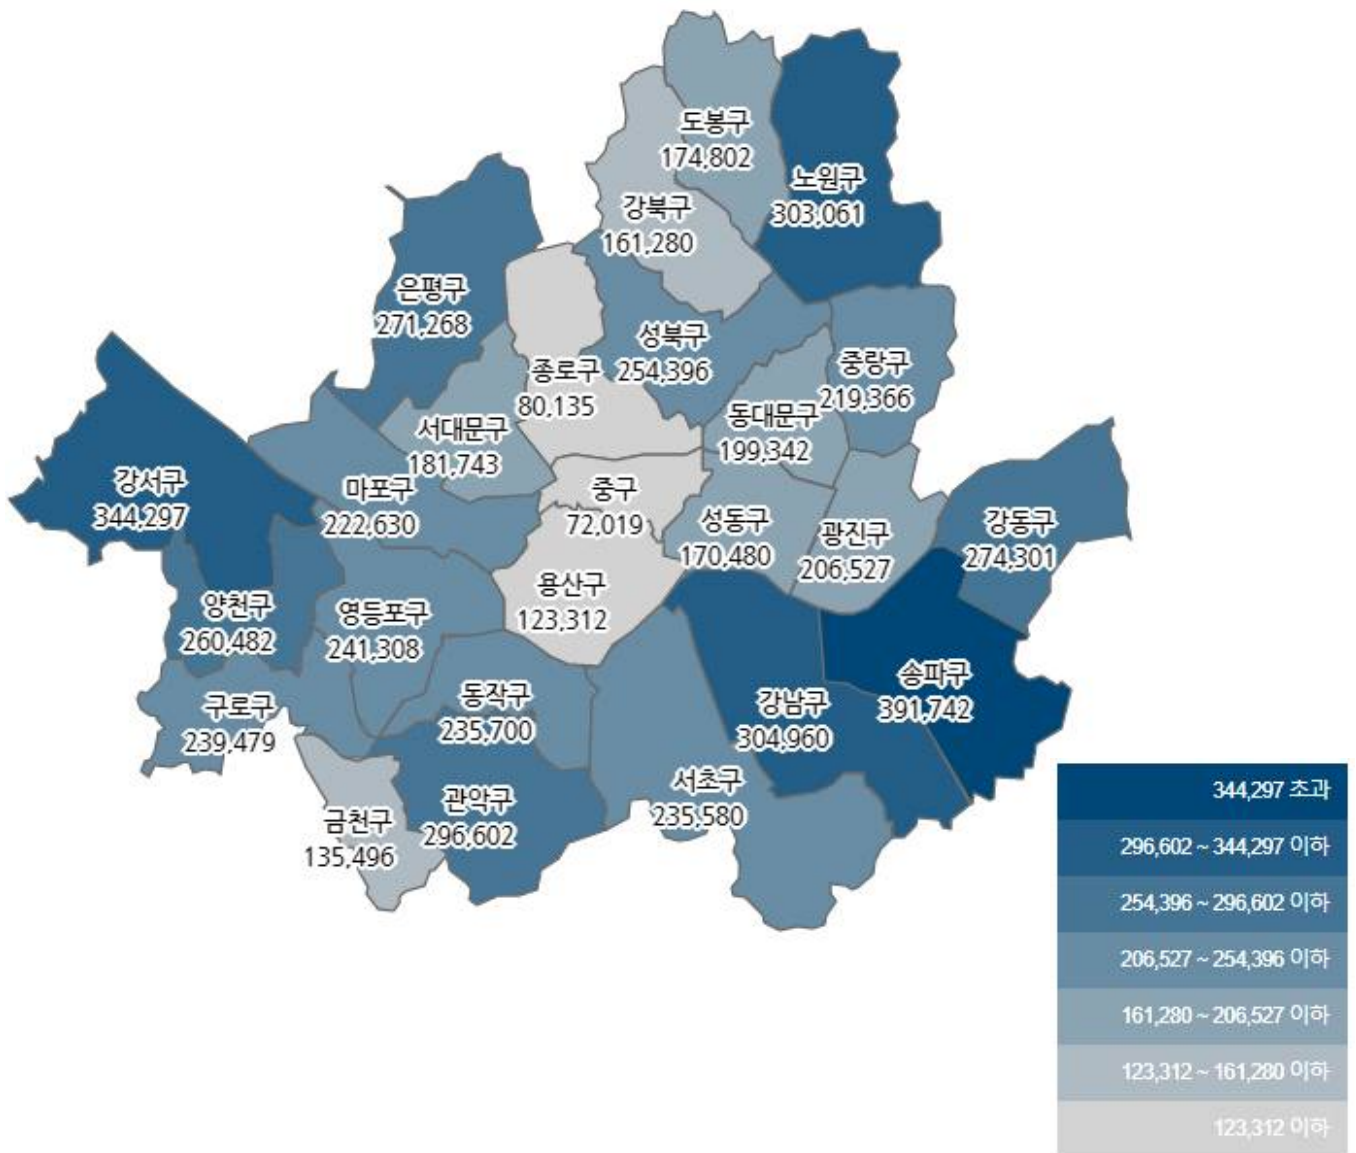 도봉구
174,802
노원구
303,061
강북구
161,280
은평구
271,268
성북구
254,396
중랑구
219,366
종로구
80,135
동대문구
199,342
서대문구
181,743
강서구
344,297
마포구
222,630
중구
72,019
성동구
170,480
광진구
206,527
강동구
274,301
용산구
123,312
양천구
260,482
영등포구
241,308
송파구
391,742
동작구
235,700
강남구
304,960
구로구
239,479
서초구
235,580
관악구
296,602
금천구
135,496
344,297 초과
296,602 ~ 344,297 이하
254,396 ~ 296,602 이하
206,527 ~ 254,396 이하
161,280 ~ 206,527 이하
123,312 ~ 161,280 이하
123,312 이하